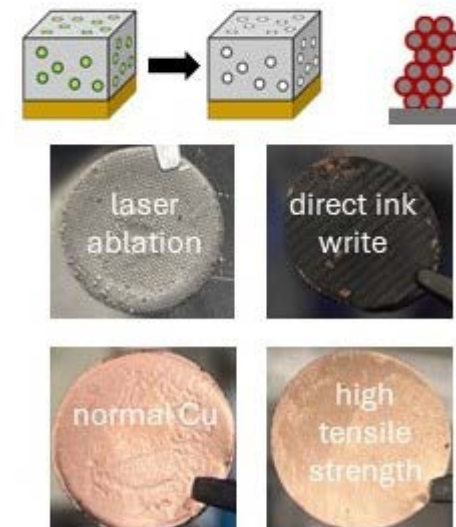 laser
ablation
direct ink
write
normal Cu
high
tensile
strength